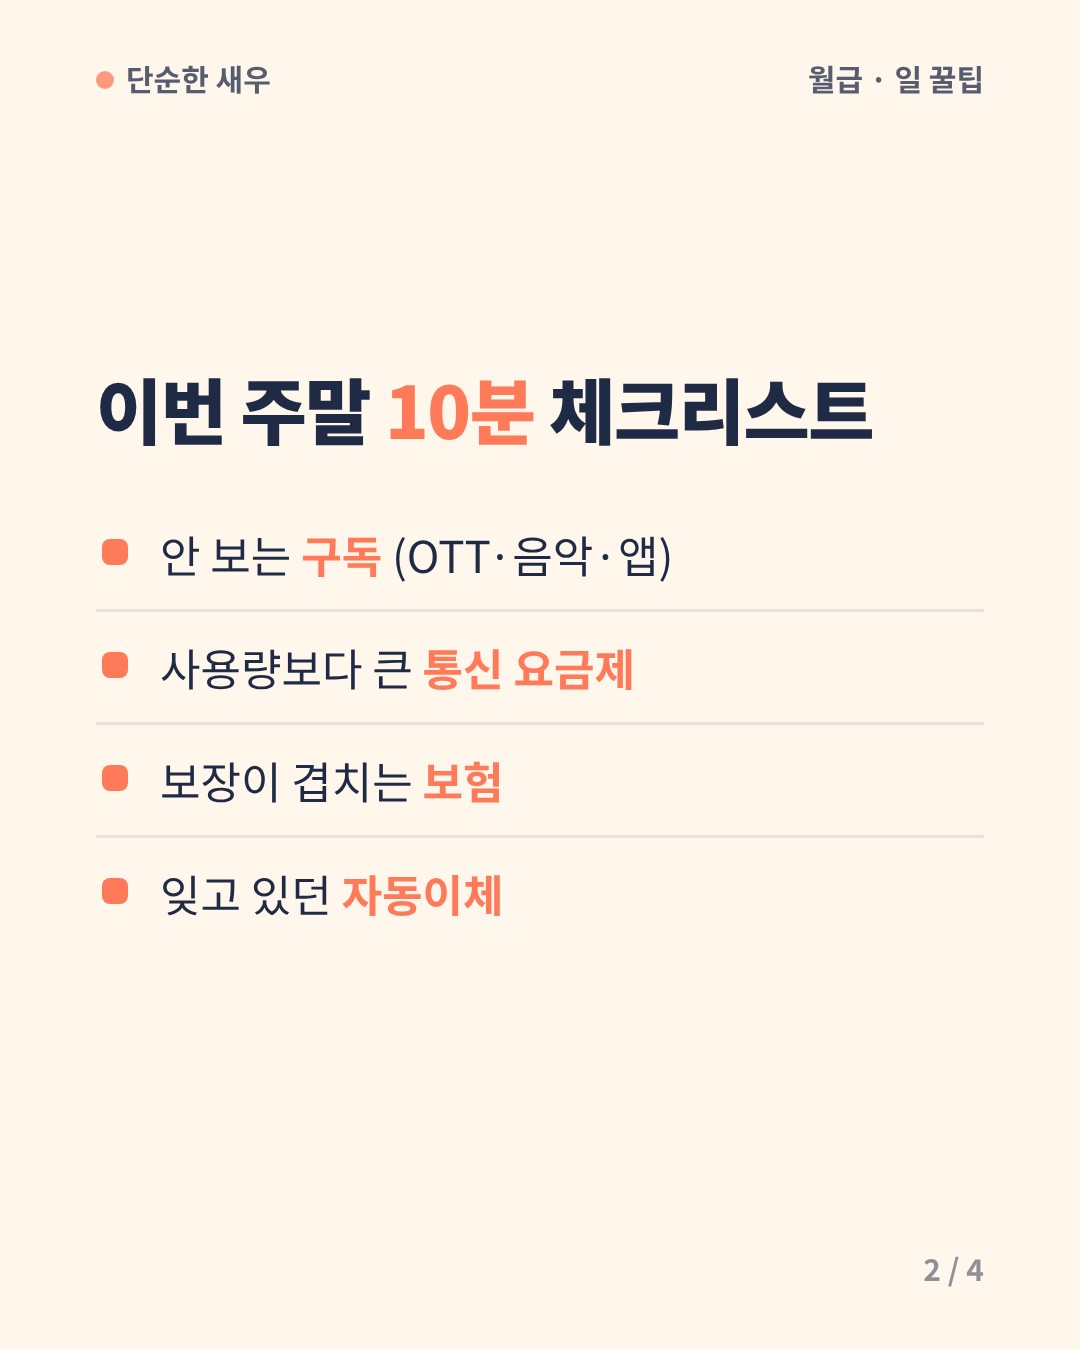 단순한 새우
월급 · 일 꿀팁
이번 주말 10분 체크리스트
안 보는 구독 (OTT·음악·앱)
사용량보다 큰 통신 요금제
보장이 겹치는 보험
잊고 있던 자동이체
2 / 4